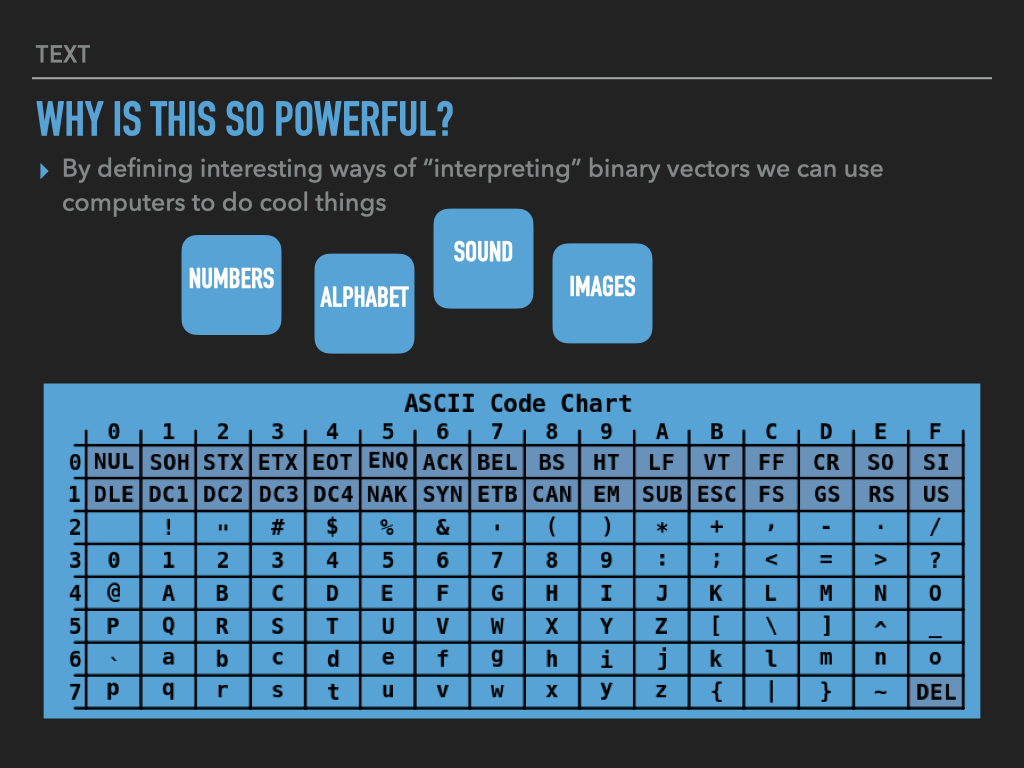 TEXT
WHY IS THIS SO POWERFUL?
By defining interesting ways of “interpreting” binary vectors we can use
computers to do cool things
NUMBERS
ALPHABET
SOUND
IMAGES
ASCII Code Chart
0 1 2 3 4 5 6 7 8 9 A B C D E F
0 NUL SOH STX ETX EOT ENQ ACK BEL BS HT LF VT FF CR SO SI
1 DLE DC1 DC2 DC3 DC4 NAK SYN ETB CAN EM SUB ESC FS GS RS US
2 ! " # $ % & ' ( ) * + , - . /
3 0 1 2 3 4 5 6 7 8 9 : ; < = > ?
4 @ A B C D E F G H I J K L M N O
5 P Q R S T U V W X Y Z [ \ ] ^ _
6 ` a b c d e f g h i j k l m n o
7 p q r s t u v w x y z { | } ~ DEL